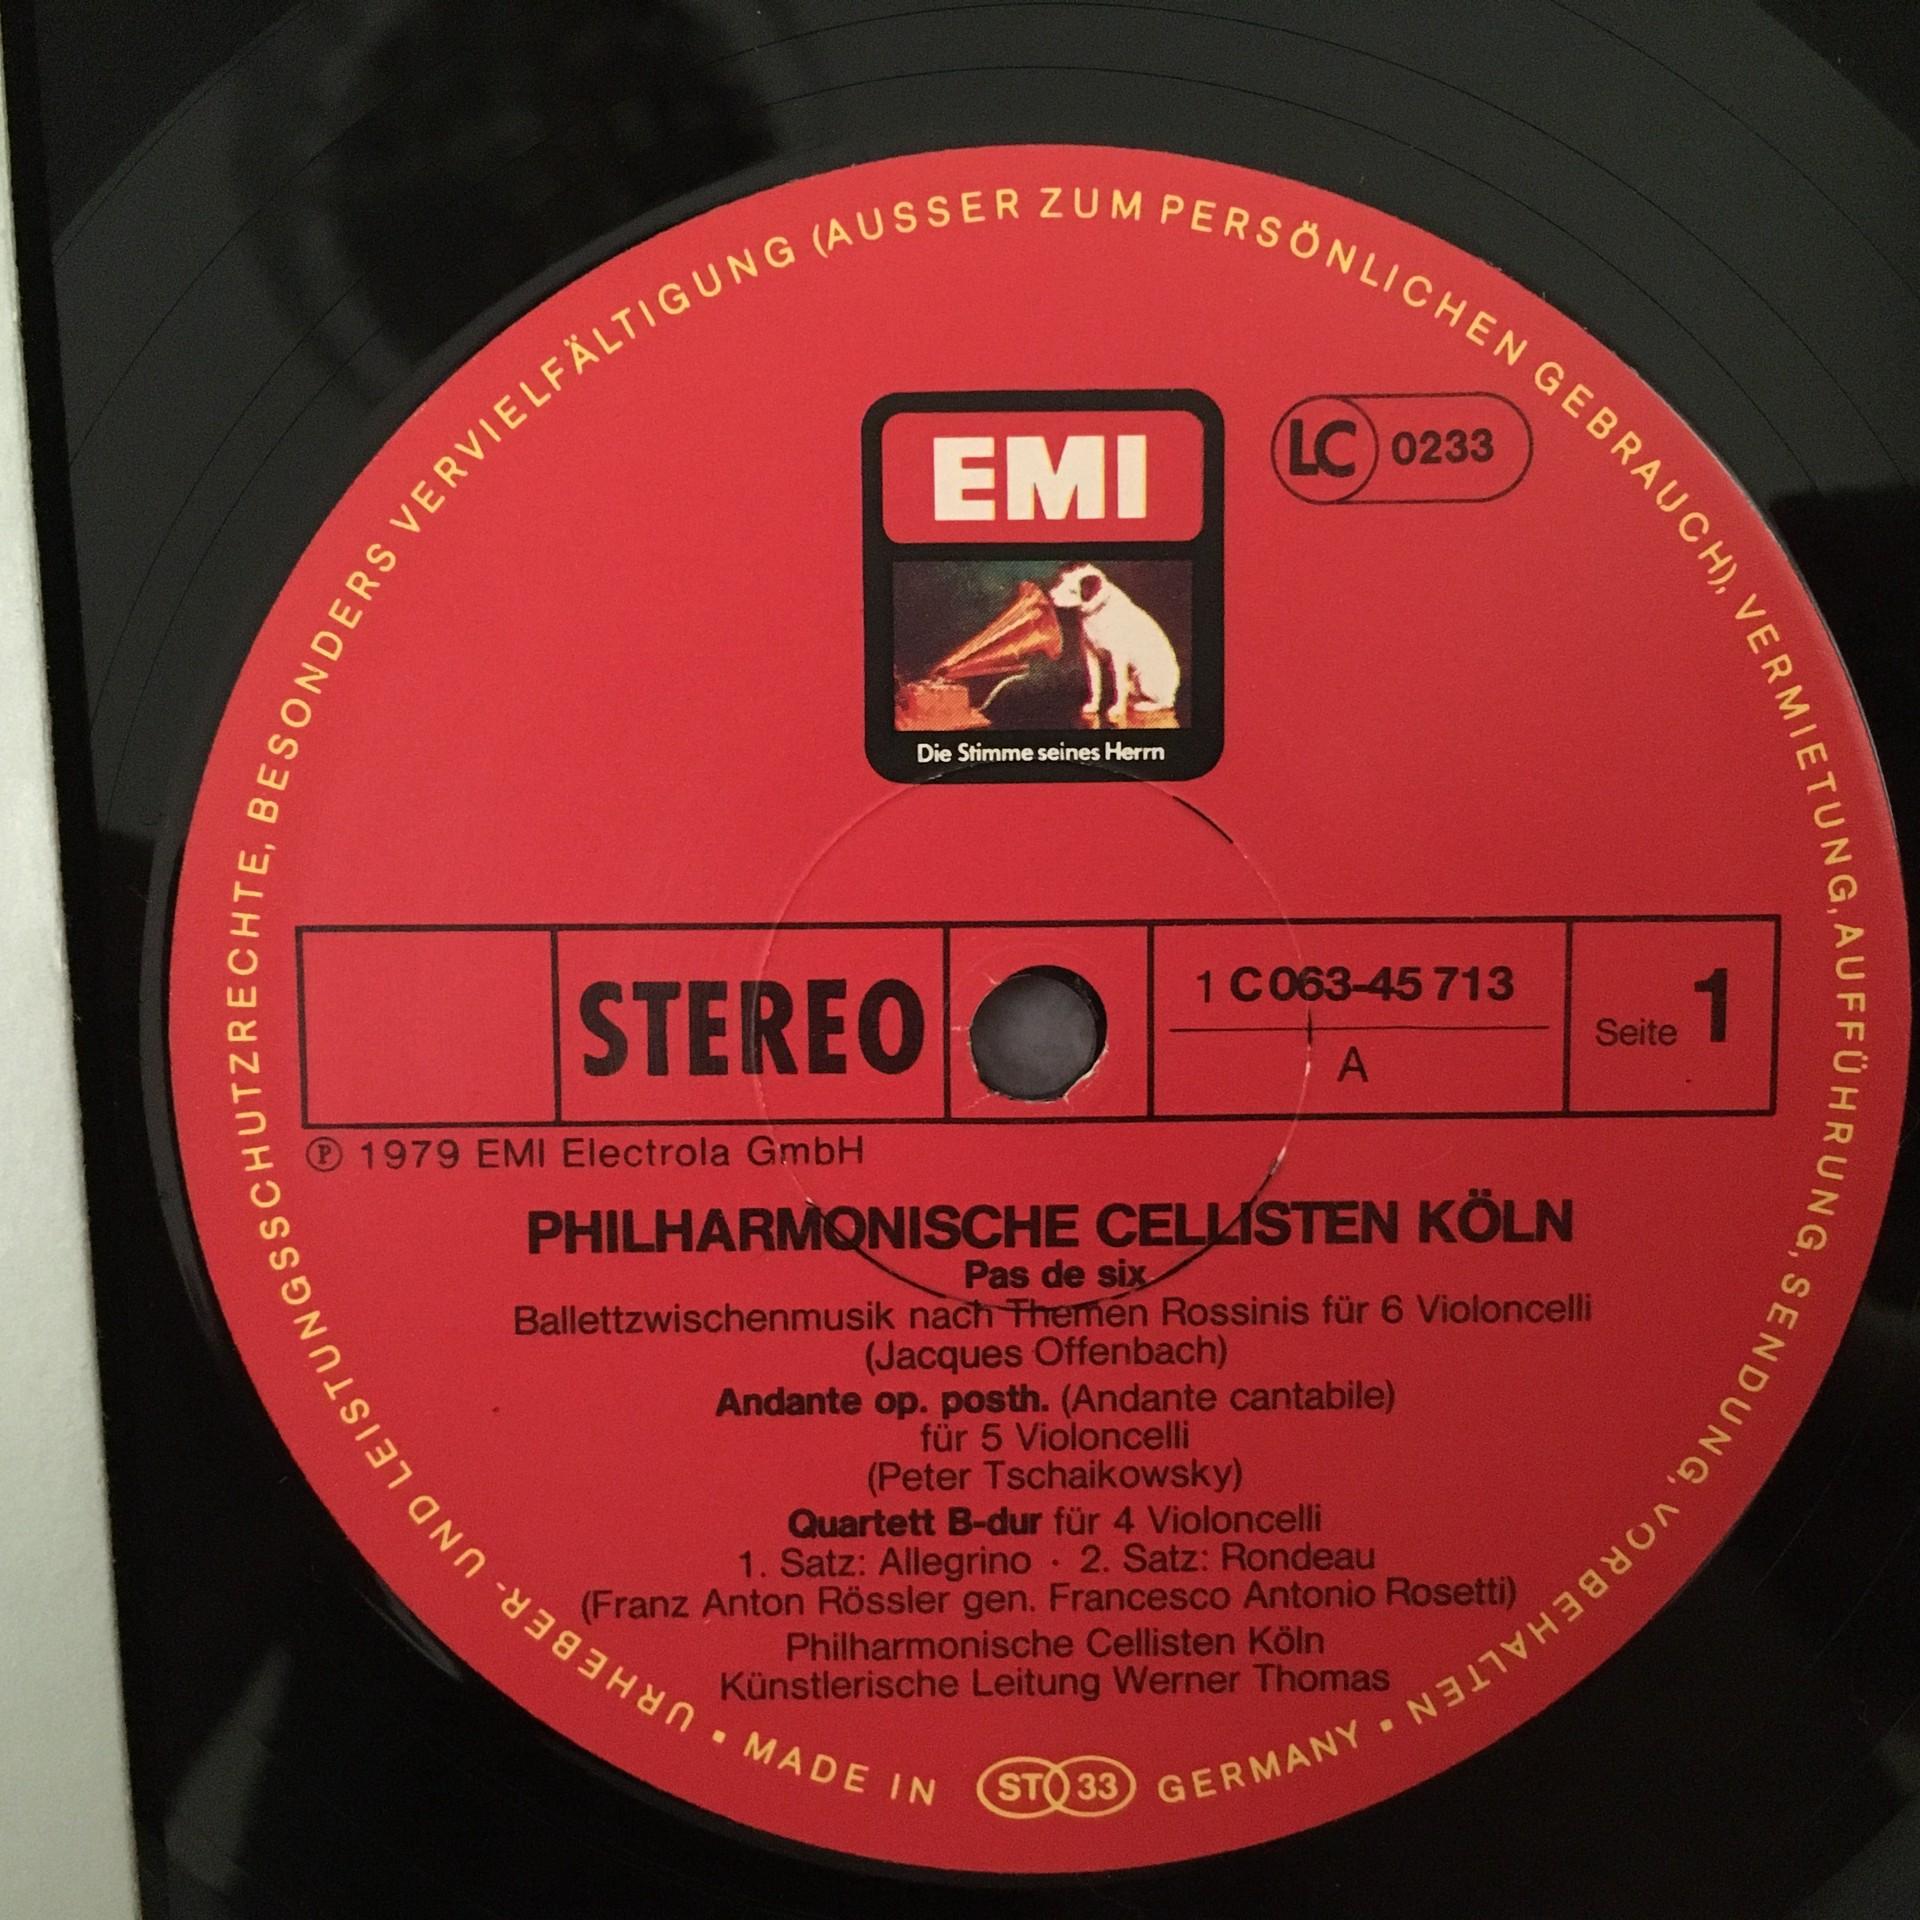 URHEBER- UND LEISTUNGSSCHUTZRECHTE, BESONDERS VERVIELFÄLTIGUNG (AUSSER ZUM PERSÖNLICHEN GEBRAUCH), VERMIETUNG, AUFFÜHRUNG, SENDUNG, VORBEHALTEN
EMI
LC 0233
Die Stimme seines Herrn
STEREO
1 C 063-45 713
A
Seite 1
℗ 1979 EMI Electrola GmbH
PHILHARMONISCHE CELLISTEN KÖLN
Pas de six
Ballettzwischenmusik nach Themen Rossinis für 6 Violoncelli
(Jacques Offenbach)
Andante op. posth. (Andante cantabile)
für 5 Violoncelli
(Peter Tschaikowsky)
Quartett B-dur für 4 Violoncelli
1. Satz: Allegrino · 2. Satz: Rondeau
(Franz Anton Rössler gen. Francesco Antonio Rosetti)
Philharmonische Cellisten Köln
Künstlerische Leitung Werner Thomas
• MADE IN ST 33 GERMANY •